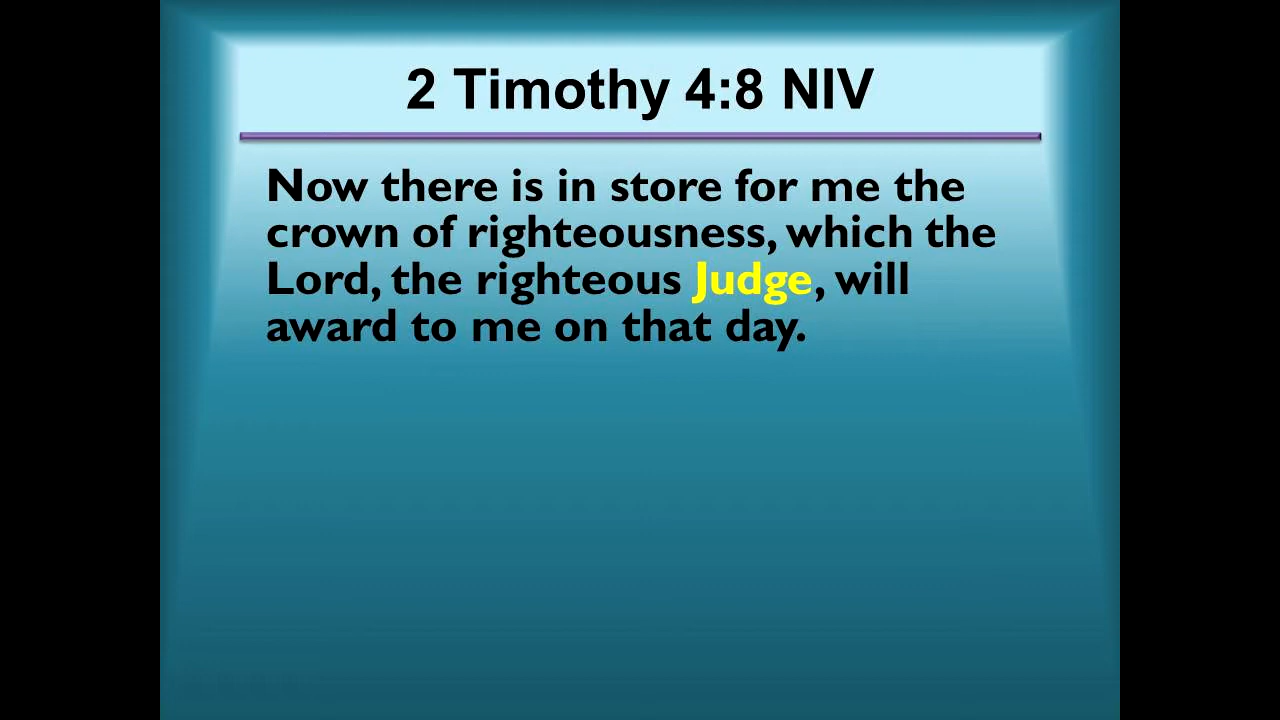 2 Timothy 4:8 NIV
Now there is in store for me the
crown of righteousness, which the
Lord, the righteous Judge, will
award to me on that day.